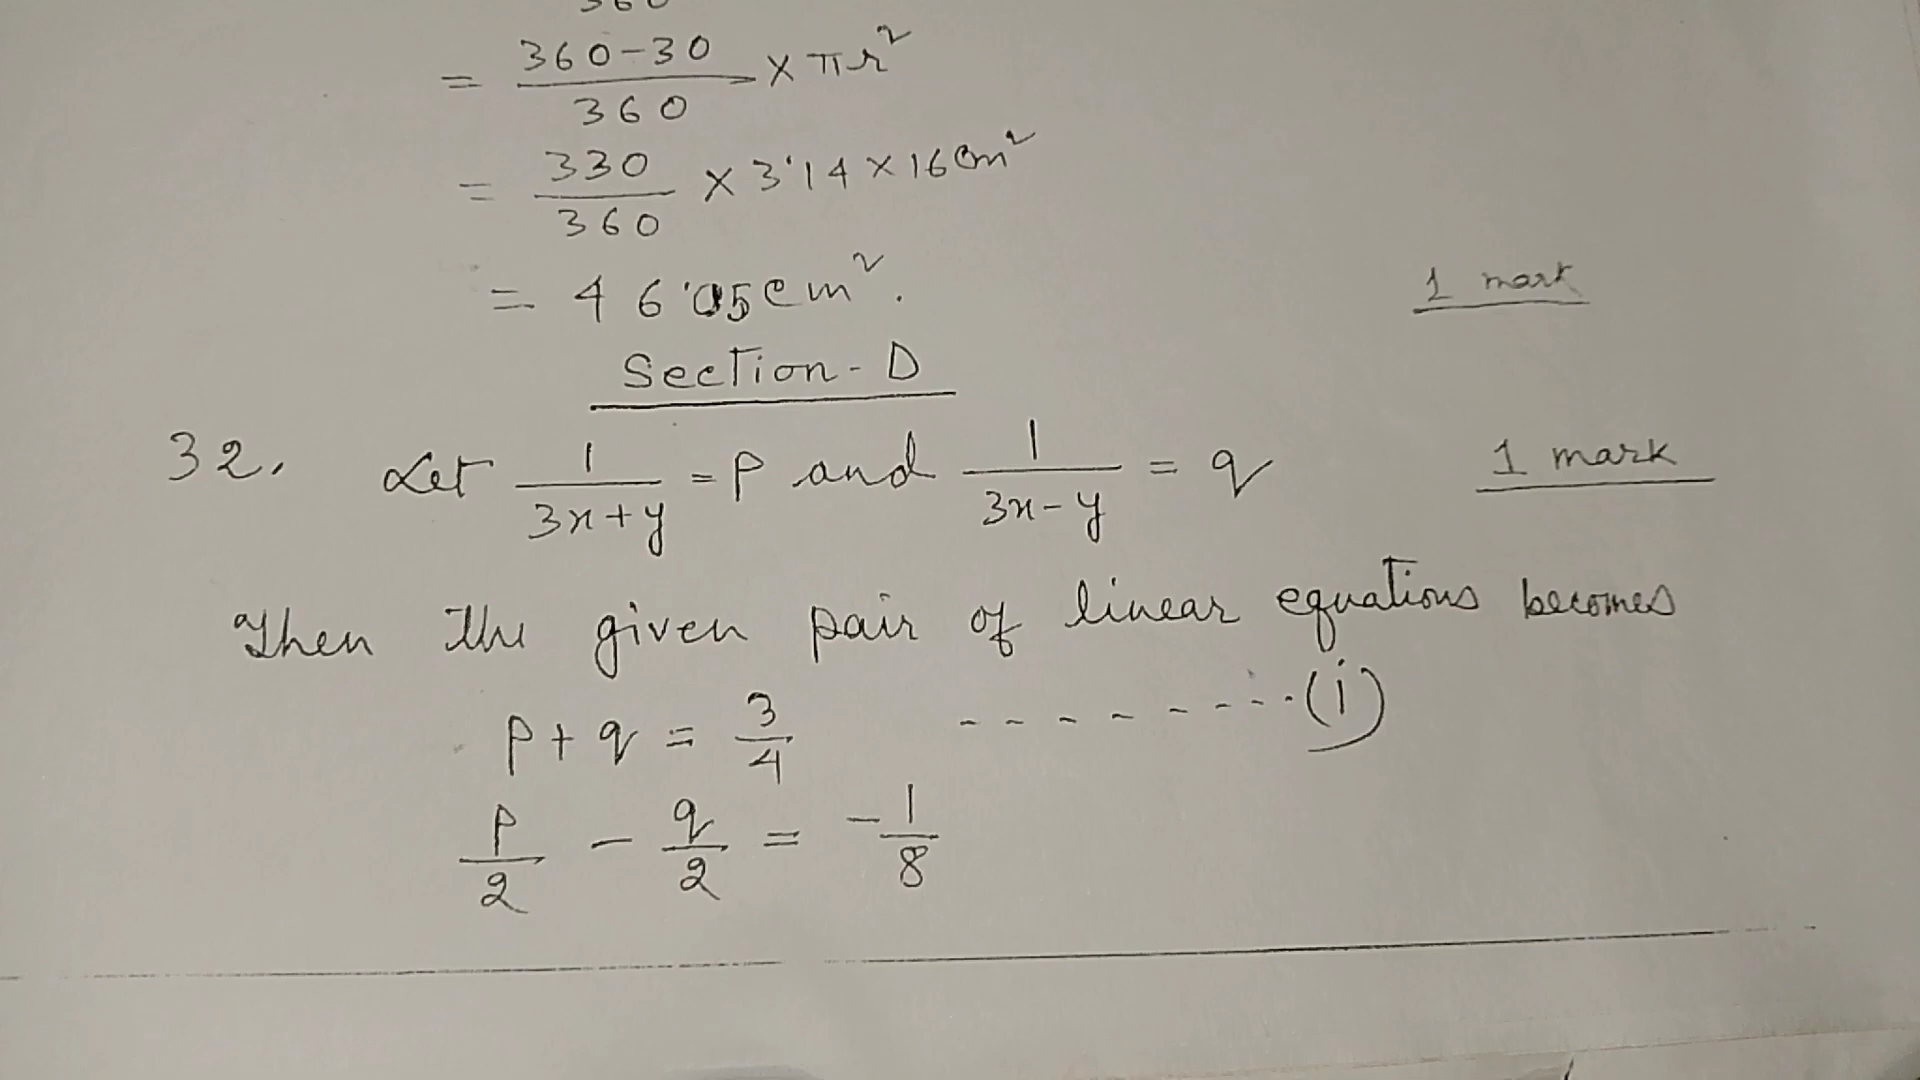 360
= 360-30/360 × πr²
= 330/360 × 3·14 × 16 cm²
= 46·05 cm².
1 mark
Section-D
32. Let 1/3x+y = p and 1/3x-y = q 1 mark
Then the given pair of linear equations becomes
p + q = 3/4 ---------(i)
p/2 - q/2 = -1/8